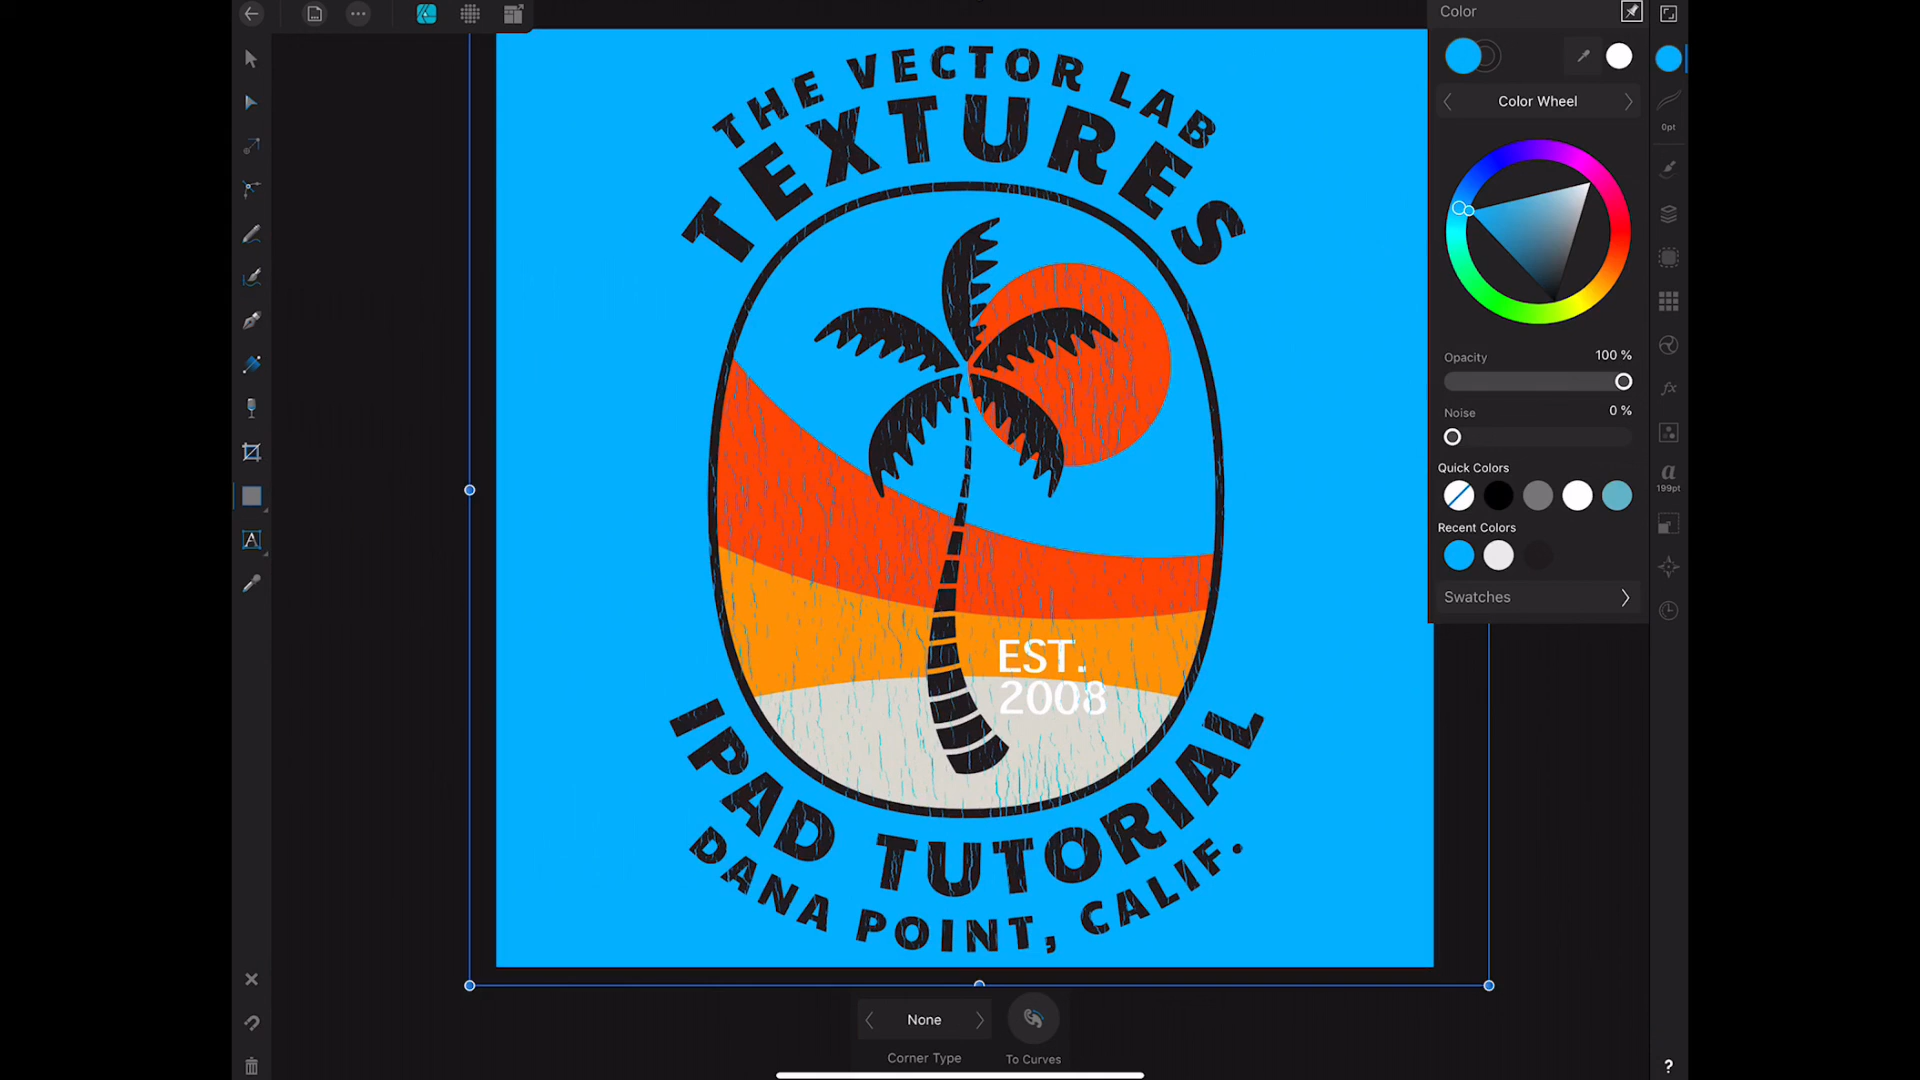 Color
Color Wheel
0pt
Opacity 100 %
Noise 0 %
Quick Colors
a
199pt
fx
Recent Colors
Swatches
THE VECTOR LAB
TEXTURES
EST.
2008
IPAD TUTORIAL
DANA POINT, CALIF.
A
None
Corner Type
To Curves
?